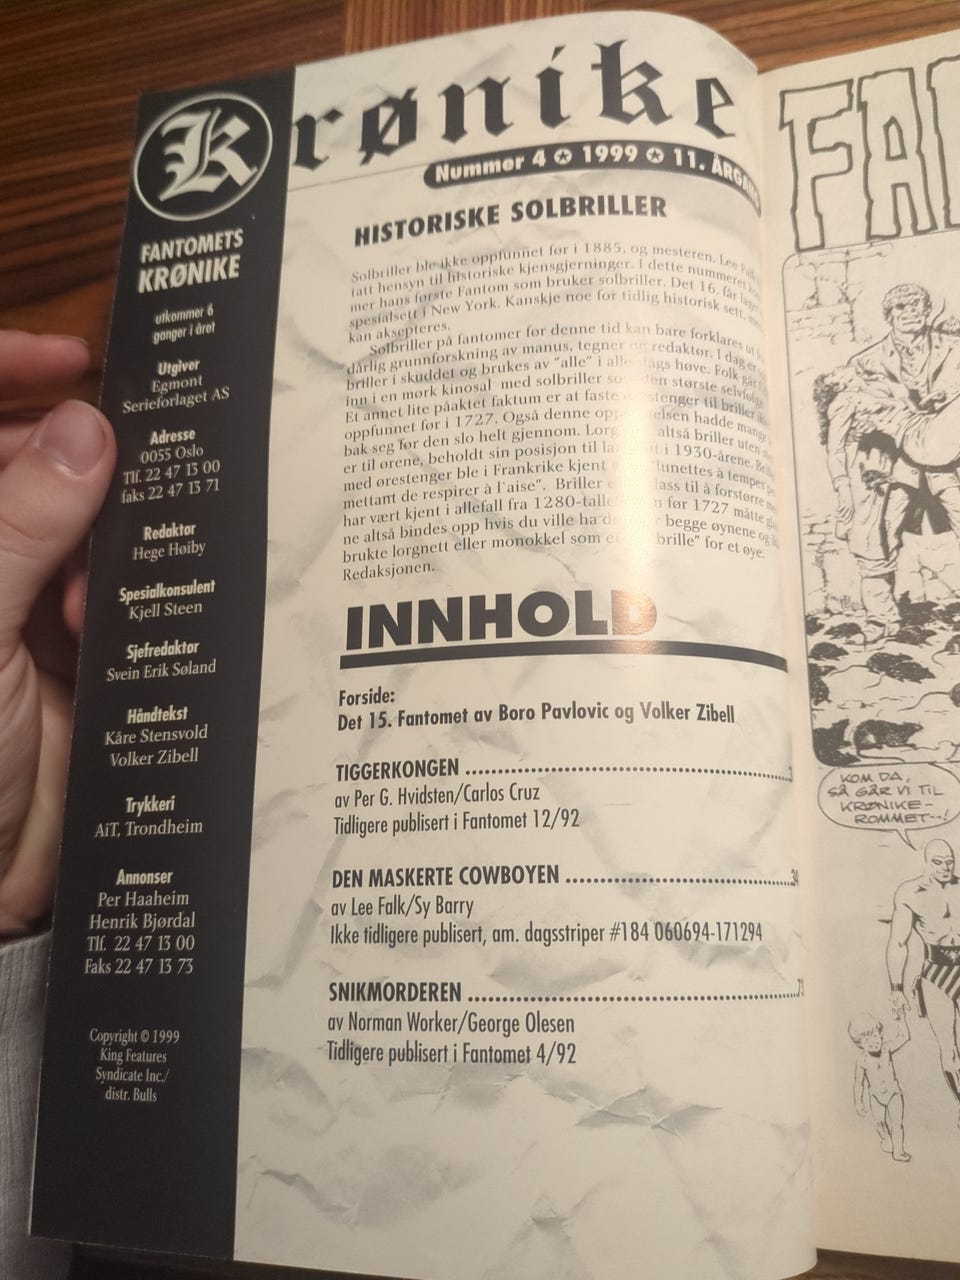 Krønike
Nummer 4 ✪ 1999 ✪ 11. ÅRGANG
FANTOMETS
KRØNIKE
utkommer 6
ganger i året
Utgiver
Egmont
Serieforlaget AS
Adresse
0055 Oslo
Tlf. 22 47 13 00
faks 22 47 13 71
Redaktør
Hege Høiby
Spesialkonsulent
Kjell Steen
Sjefredaktør
Svein Erik Søland
Håndtekst
Kåre Stensvold
Volker Zibell
Trykkeri
AiT, Trondheim
Annonser
Per Haaheim
Henrik Bjørdal
Tlf. 22 47 13 00
Faks 22 47 13 73
Copyright © 1999
King Features
Syndicate Inc./
distr. Bulls
HISTORISKE SOLBRILLER
Solbriller ble ikke oppfunnet før i 1885, og mesteren, Lee Falk
tatt hensyn til historiske kjensgjerninger. I dette nummeret
mer hans første Fantom som bruker solbriller. Det 16. får
spesialsett i New York. Kanskje noe for tidlig historisk sett,
kan aksepteres.
Solbriller på fantomer før denne tid kan bare forklares
dårlig grunnforskning av manus, tegner og redaktør. I dag er
briller i skuddet og brukes av "alle" i alle slags høve. Folk går
inn i en mørk kinosal med solbriller som den største
Et annet lite påaktet faktum er at faste til briller
oppfunnet før i 1727. Også denne hadde
bak seg før den slo helt gjennom. altså briller uten
er til ørene, beholdt sin posisjon til i 1930-årene.
med ørestenger ble i Frankrike kjent "lunettes à tempes
mettant de respirer à l'aise". Briller til å forstørre
har vært kjent i allefall fra før 1727 måtte
ne altså bindes opp hvis du ville ha begge øynene og
brukte lorgnett eller monokkel som brille" for et øye.
Redaksjonen.
INNHOLD
Forside:
Det 15. Fantomet av Boro Pavlovic og Volker Zibell
TIGGERKONGEN ........................................ 3
av Per G. Hvidsten/Carlos Cruz
Tidligere publisert i Fantomet 12/92
DEN MASKERTE COWBOYEN ........................................ 34
av Lee Falk/Sy Barry
Ikke tidligere publisert, am. dagsstriper #184 060694-171294
SNIKMORDEREN ........................................
av Norman Worker/George Olesen
Tidligere publisert i Fantomet 4/92
FA
KOM DA,
SÅ GÅR VI TIL
KRØNIKE-
ROMMET--!